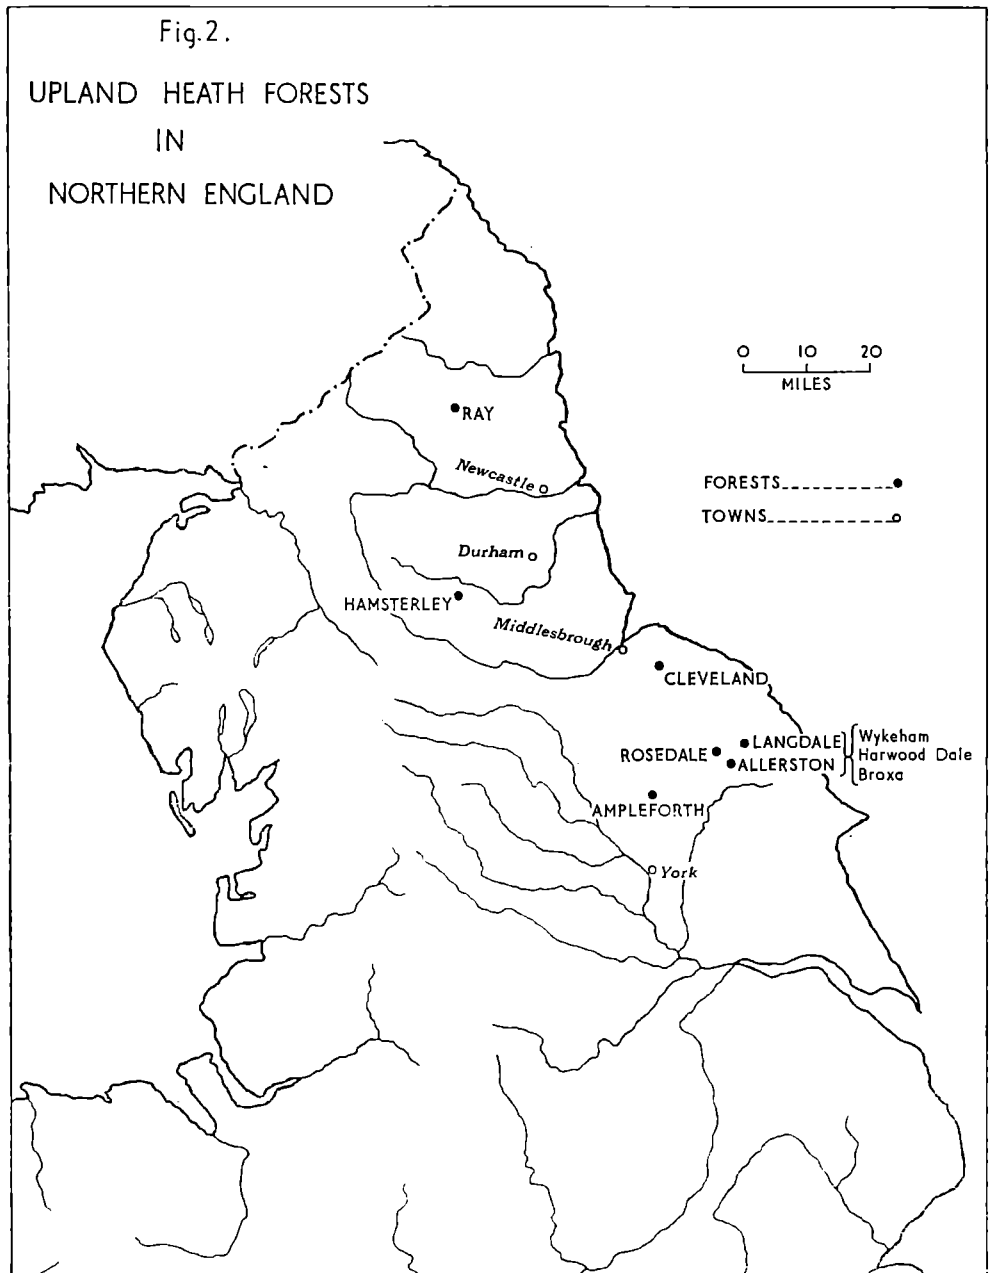 Fig.2.
UPLAND HEATH FORESTS
IN
NORTHERN ENGLAND
0 10 20
MILES
RAY
Newcastle
FORESTS
TOWNS
Durham
HAMSTERLEY
Middlesbrough
CLEVELAND
LANGDALE
ROSEDALE
ALLERSTON
Wykeham
Harwood Dale
Broxa
AMPLEFORTH
York